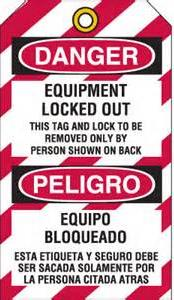 DANGER
EQUIPMENT
LOCKED OUT
THIS TAG AND LOCK TO BE
REMOVED ONLY BY
PERSON SHOWN ON BACK
PELIGRO
EQUIPO
BLOQUEADO
ESTA ETIQUETA Y SEGURO DEBE
SER SACADA SOLAMENTE POR
LA PERSONA CITADA ATRAS